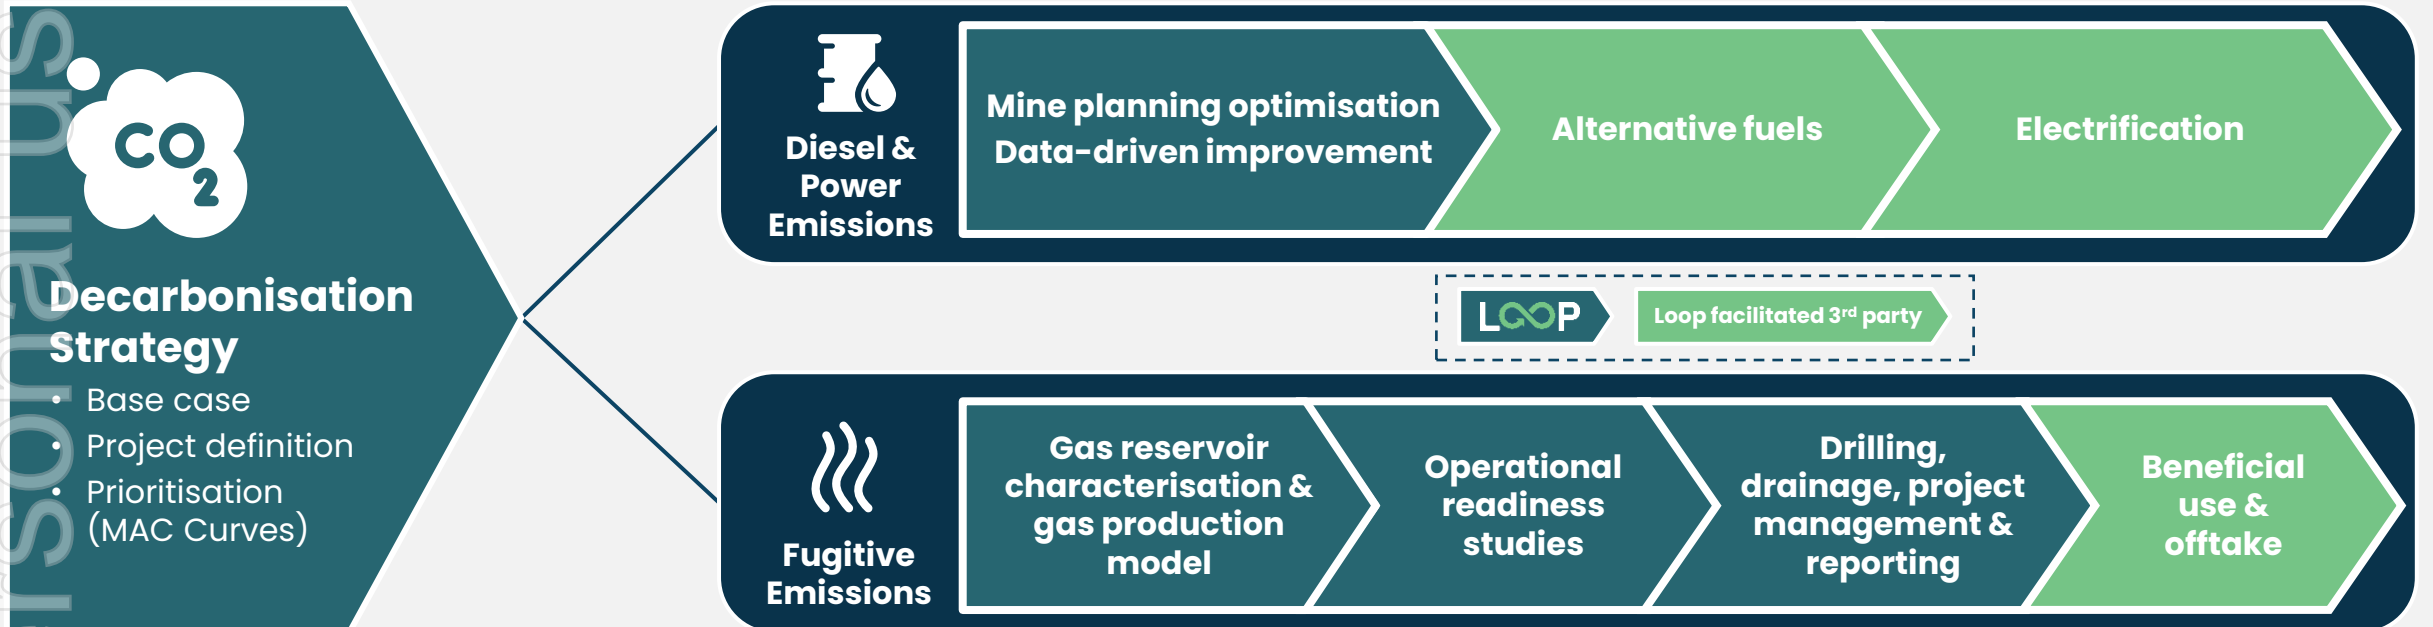 CO2
Decarbonisation
Strategy
• Base case
• Project definition
• Prioritisation
(MAC Curves)
Diesel &
Power
Emissions
Mine planning optimisation
Data-driven improvement
Alternative fuels
Electrification
LOOP
Loop facilitated 3rd party
Fugitive
Emissions
Gas reservoir
characterisation &
gas production
model
Operational
readiness
studies
Drilling,
drainage, project
management &
reporting
Beneficial
use &
offtake